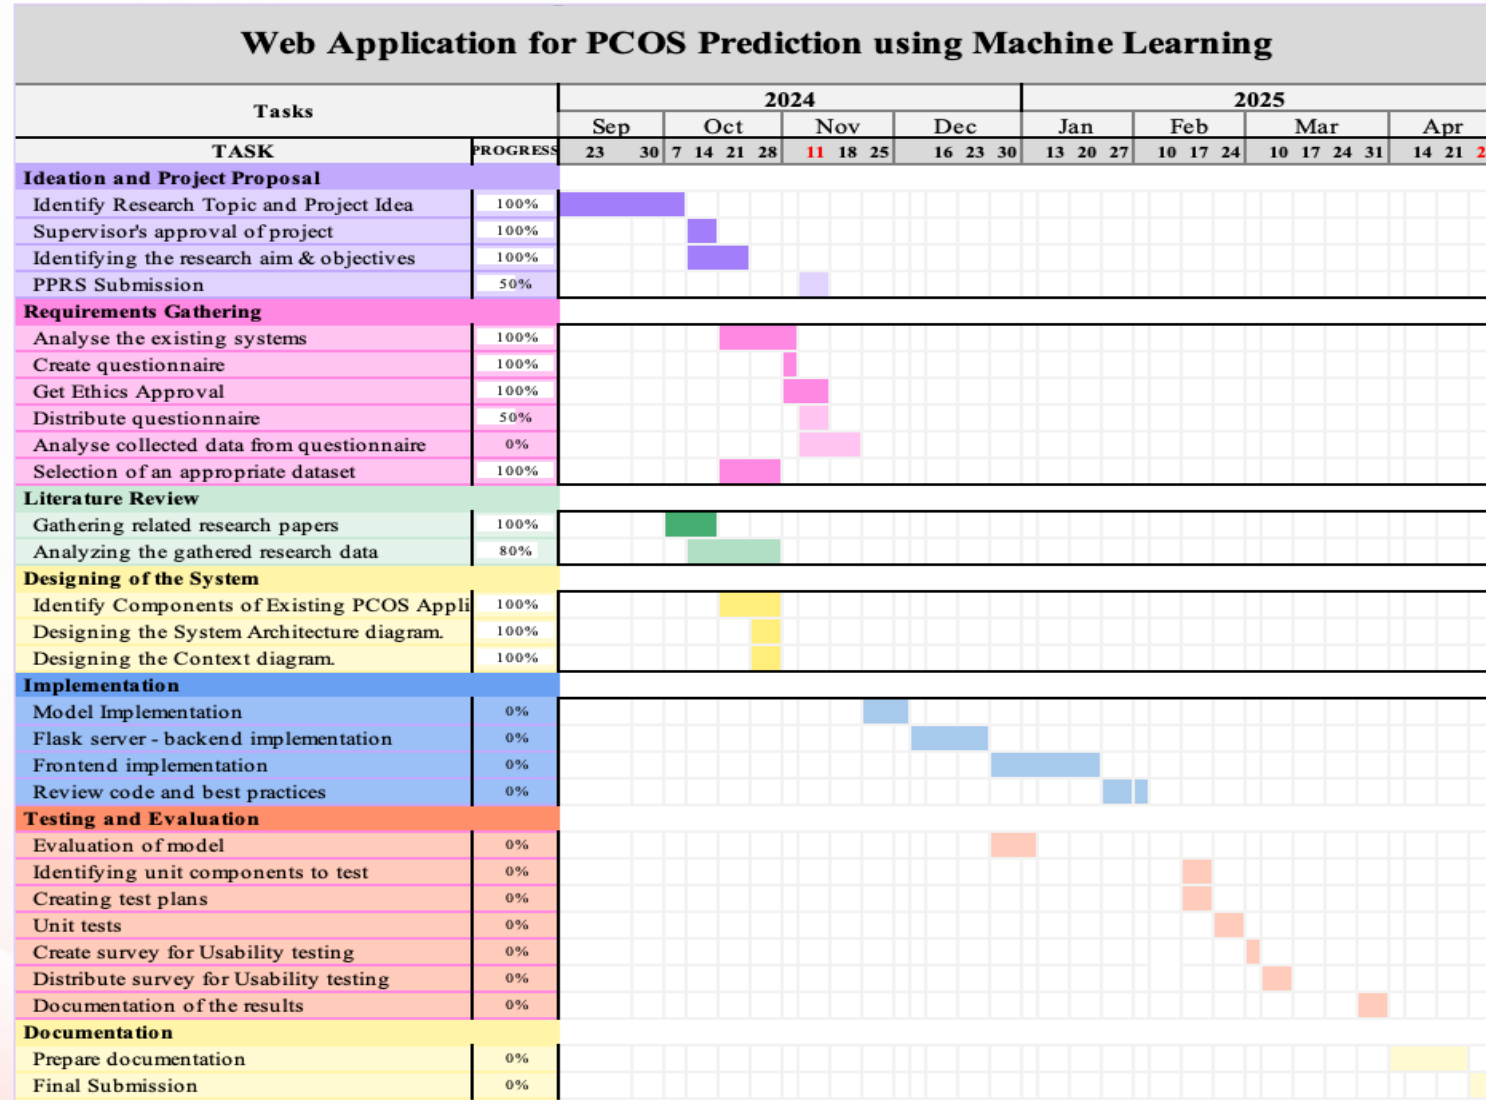 Web Application for PCOS Prediction using Machine Learning
Tasks 2024 2025
Sep Oct Nov Dec Jan Feb Mar Apr
TASK PROGRESS 23 30 7 14 21 28 11 18 25 16 23 30 13 20 27 10 17 24 10 17 24 31 14 21 2
Ideation and Project Proposal
Identify Research Topic and Project Idea 100%
Supervisor's approval of project 100%
Identifying the research aim & objectives 100%
PPRS Submission 50%
Requirements Gathering
Analyse the existing systems 100%
Create questionnaire 100%
Get Ethics Approval 100%
Distribute questionnaire 50%
Analyse collected data from questionnaire 0%
Selection of an appropriate dataset 100%
Literature Review
Gathering related research papers 100%
Analyzing the gathered research data 80%
Designing of the System
Identify Components of Existing PCOS Appli 100%
Designing the System Architecture diagram. 100%
Designing the Context diagram. 100%
Implementation
Model Implementation 0%
Flask server - backend implementation 0%
Frontend implementation 0%
Review code and best practices 0%
Testing and Evaluation
Evaluation of model 0%
Identifying unit components to test 0%
Creating test plans 0%
Unit tests 0%
Create survey for Usability testing 0%
Distribute survey for Usability testing 0%
Documentation of the results 0%
Documentation
Prepare documentation 0%
Final Submission 0%